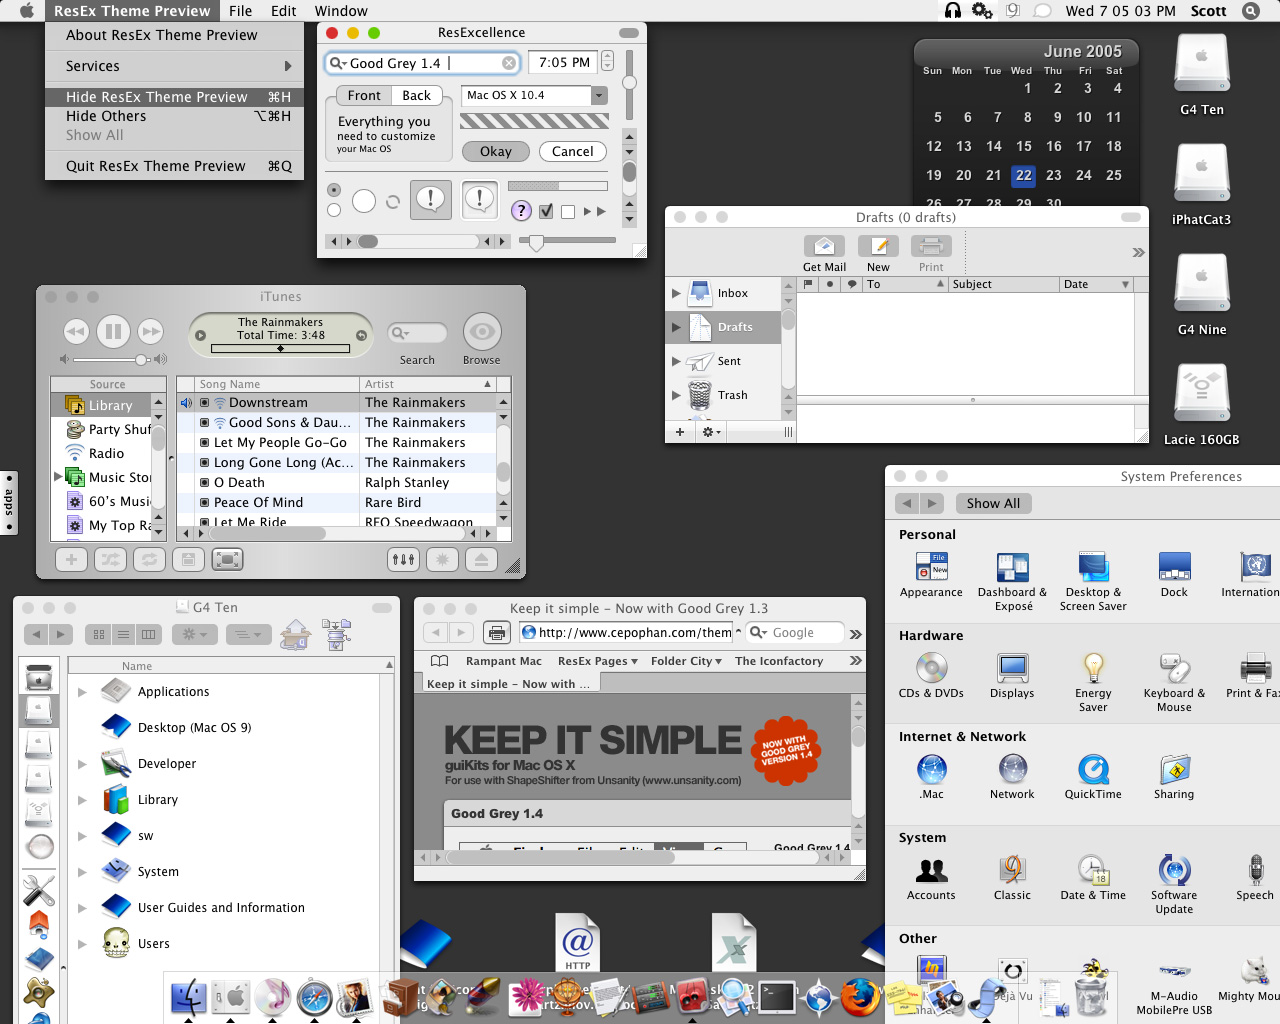 ResEx Theme Preview File Edit Window
Wed 7 05 03 PM Scott
About ResEx Theme Preview
Services
Hide ResEx Theme Preview ⌘H
Hide Others ⌥⌘H
Show All
Quit ResEx Theme Preview ⌘Q
ResExcellence
Good Grey 1.4
7:05 PM
Front Back
Mac OS X 10.4
Everything you
need to customize
your Mac OS
Okay Cancel
June 2005
Sun Mon Tue Wed Thu Fri Sat
1 2 3 4
5 6 7 8 9 10 11
12 13 14 15 16 17 18
19 20 21 22 23 24 25
26 27 28 29 30
G4 Ten
iPhatCat3
G4 Nine
Lacie 160GB
Drafts (0 drafts)
Get Mail New Print
To Subject Date
Inbox
Drafts
Sent
Trash
iTunes
The Rainmakers
Total Time: 3:48
Search Browse
Source
Library
Party Shuf
Radio
Music Sto
60's Musi
My Top Ra
Song Name Artist
Downstream The Rainmakers
Good Sons & Dau... The Rainmakers
Let My People Go-Go The Rainmakers
Long Gone Long (Ac... The Rainmakers
O Death Ralph Stanley
Peace Of Mind Rare Bird
Let Me Ride REO Speedwagon
apps
System Preferences
Show All
Personal
Appearance
Dashboard &
Exposé
Desktop &
Screen Saver
Dock
Internation
Hardware
CDs & DVDs
Displays
Energy
Saver
Keyboard &
Mouse
Print & Fax
Internet & Network
.Mac
Network
QuickTime
Sharing
System
Accounts
Classic
Date & Time
Software
Update
Speech
Other
Déjà Vu
M-Audio
MobilePre USB
Mighty Mou
G4 Ten
Name
Applications
Desktop (Mac OS 9)
Developer
Library
sw
System
User Guides and Information
Users
Keep it simple – Now with Good Grey 1.3
http://www.cepophan.com/them
Google
Rampant Mac ResEx Pages Folder City The Iconfactory
Keep it simple – Now with ...
KEEP IT SIMPLE
guiKits for Mac OS X
For use with ShapeShifter from Unsanity (www.unsanity.com)
NOW WITH
GOOD GREY
VERSION 1.4
Good Grey 1.4
Good Grey 1.4
HTTP